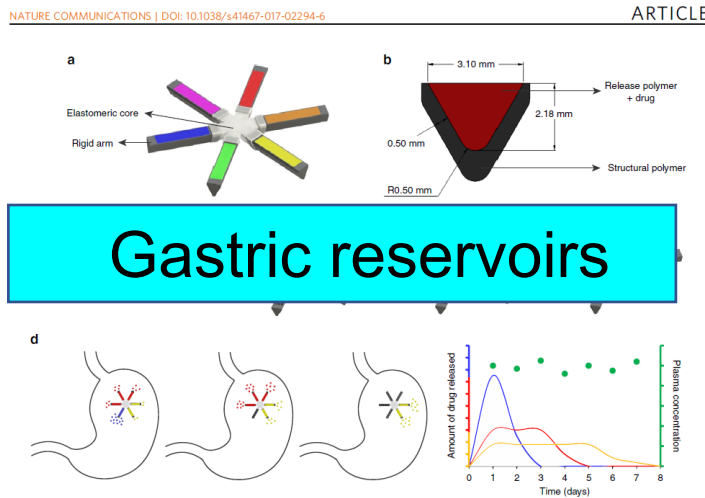 NATURE COMMUNICATIONS | DOI: 10.1038/s41467-017-02294-6
ARTICLE
a
Elastomeric core
Rigid arm
b
3.10 mm
Release polymer
+ drug
2.18 mm
0.50 mm
Structural polymer
R0.50 mm
Gastric reservoirs
d
Amount of drug released
Plasma concentration
0 1 2 3 4 5 6 7 8
Time (days)